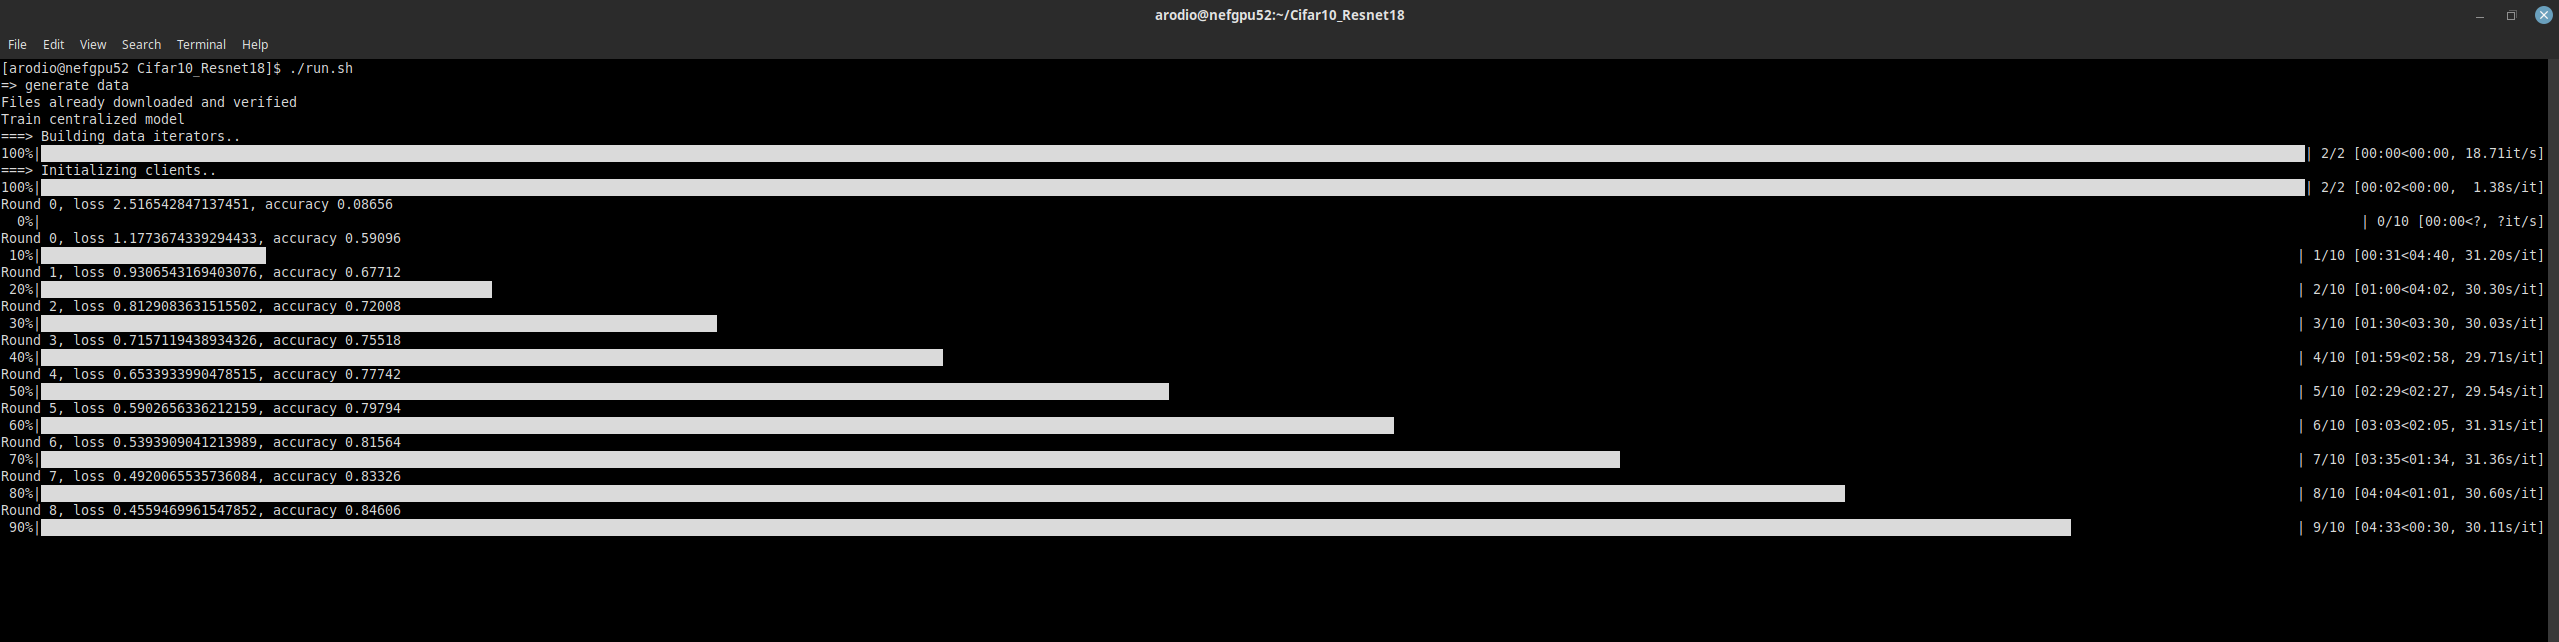 arodio@nefgpu52:~/Cifar10_Resnet18
File Edit View Search Terminal Help
[arodio@nefgpu52 Cifar10_Resnet18]$ ./run.sh
=> generate data
Files already downloaded and verified
Train centralized model
===> Building data iterators..
100%| | 2/2 [00:00<00:00, 18.71it/s]
===> Initializing clients..
100%| | 2/2 [00:02<00:00,  1.38s/it]
Round 0, loss 2.516542847137451, accuracy 0.08656
0%| | 0/10 [00:00<?, ?it/s]
Round 0, loss 1.1773674339294433, accuracy 0.59096
10%| | 1/10 [00:31<04:40, 31.20s/it]
Round 1, loss 0.9306543169403076, accuracy 0.67712
20%| | 2/10 [01:00<04:02, 30.30s/it]
Round 2, loss 0.8129083631515502, accuracy 0.72008
30%| | 3/10 [01:30<03:30, 30.03s/it]
Round 3, loss 0.7157119438934326, accuracy 0.75518
40%| | 4/10 [01:59<02:58, 29.71s/it]
Round 4, loss 0.6533933990478515, accuracy 0.77742
50%| | 5/10 [02:29<02:27, 29.54s/it]
Round 5, loss 0.5902656336212159, accuracy 0.79794
60%| | 6/10 [03:03<02:05, 31.31s/it]
Round 6, loss 0.5393909041213989, accuracy 0.81564
70%| | 7/10 [03:35<01:34, 31.36s/it]
Round 7, loss 0.4920065535736084, accuracy 0.83326
80%| | 8/10 [04:04<01:01, 30.60s/it]
Round 8, loss 0.4559469961547852, accuracy 0.84606
90%| | 9/10 [04:33<00:30, 30.11s/it]